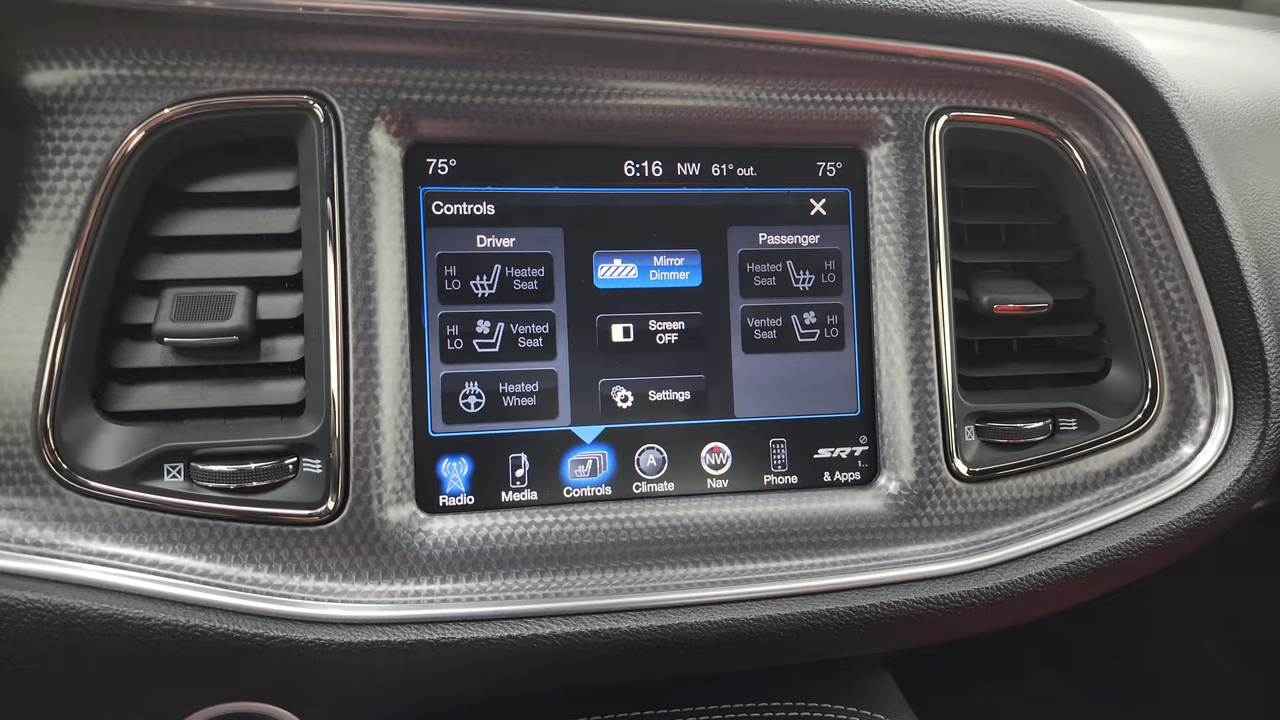 75°
6:16 NW 61° out.
75°
Controls
Driver
HI
LO
Heated
Seat
HI
LO
Vented
Seat
Heated
Wheel
Mirror
Dimmer
Screen
OFF
Settings
Passenger
Heated
Seat
HI
LO
Vented
Seat
HI
LO
Radio
Media
Controls
A
Climate
NW
Nav
Phone
SRT
& Apps